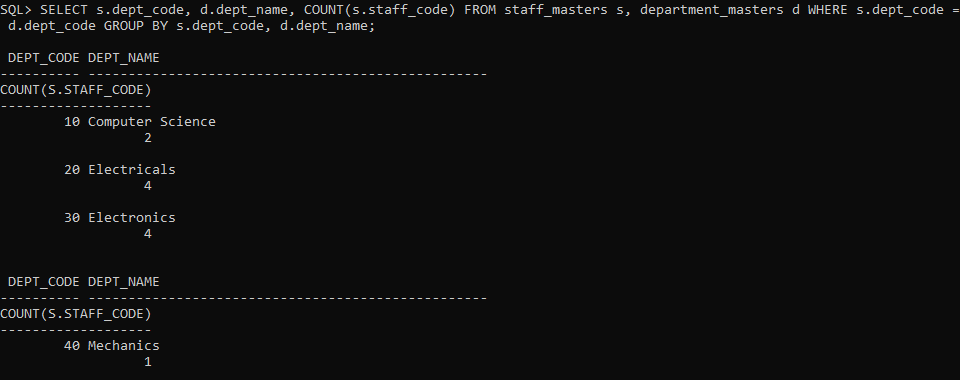 SQL> SELECT s.dept_code, d.dept_name, COUNT(s.staff_code) FROM staff_masters s, department_masters d WHERE s.dept_code =
 d.dept_code GROUP BY s.dept_code, d.dept_name;

 DEPT_CODE DEPT_NAME
---------- --------------------------------------------------
COUNT(S.STAFF_CODE)
-------------------
        10 Computer Science
                  2

        20 Electricals
                  4

        30 Electronics
                  4


 DEPT_CODE DEPT_NAME
---------- --------------------------------------------------
COUNT(S.STAFF_CODE)
-------------------
        40 Mechanics
                  1